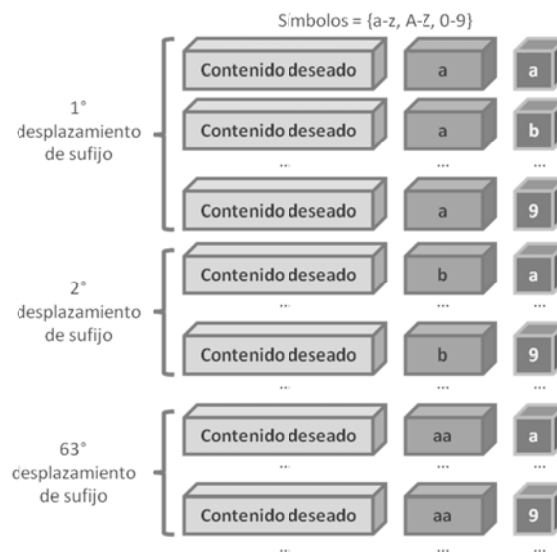 Símbolos = {a-z, A-Z, 0-9}
1°
desplazamiento
de sufijo
Contenido deseado a a
Contenido deseado a b
... ... ...
Contenido deseado a 9
2°
desplazamiento
de sufijo
Contenido deseado b a
... ... ...
Contenido deseado b 9
... ... ...
63°
desplazamiento
de sufijo
Contenido deseado aa a
... ... ...
Contenido deseado aa 9
... ... ...